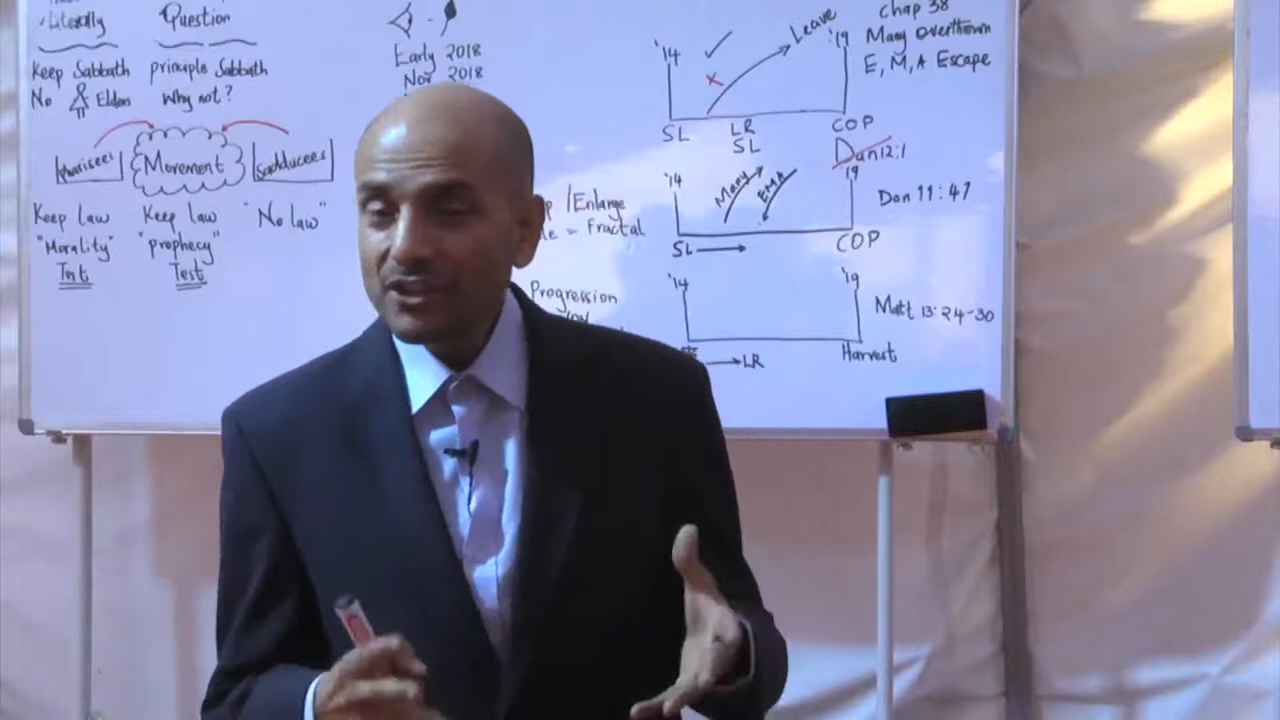 Literally
Question
Keep Sabbath
principle Sabbath
No Elders
Why not?
Pharisees
Movement
Sadducees
Keep law
Keep law
"No law"
"Morality"
"prophecy"
Test
Test
Early 2018
Nov 2018
/Enlarge
= Fractal
Progression
'14
✓
x
Leave
'19
SL
LR
SL
COP
Chap 38
Many overthrown
E, M, A Escape
Dan 12:1
'14
Many
EMA
'19
SL
COP
Dan 11:41
'14
'19
LR
Harvest
Matt 13:24-30